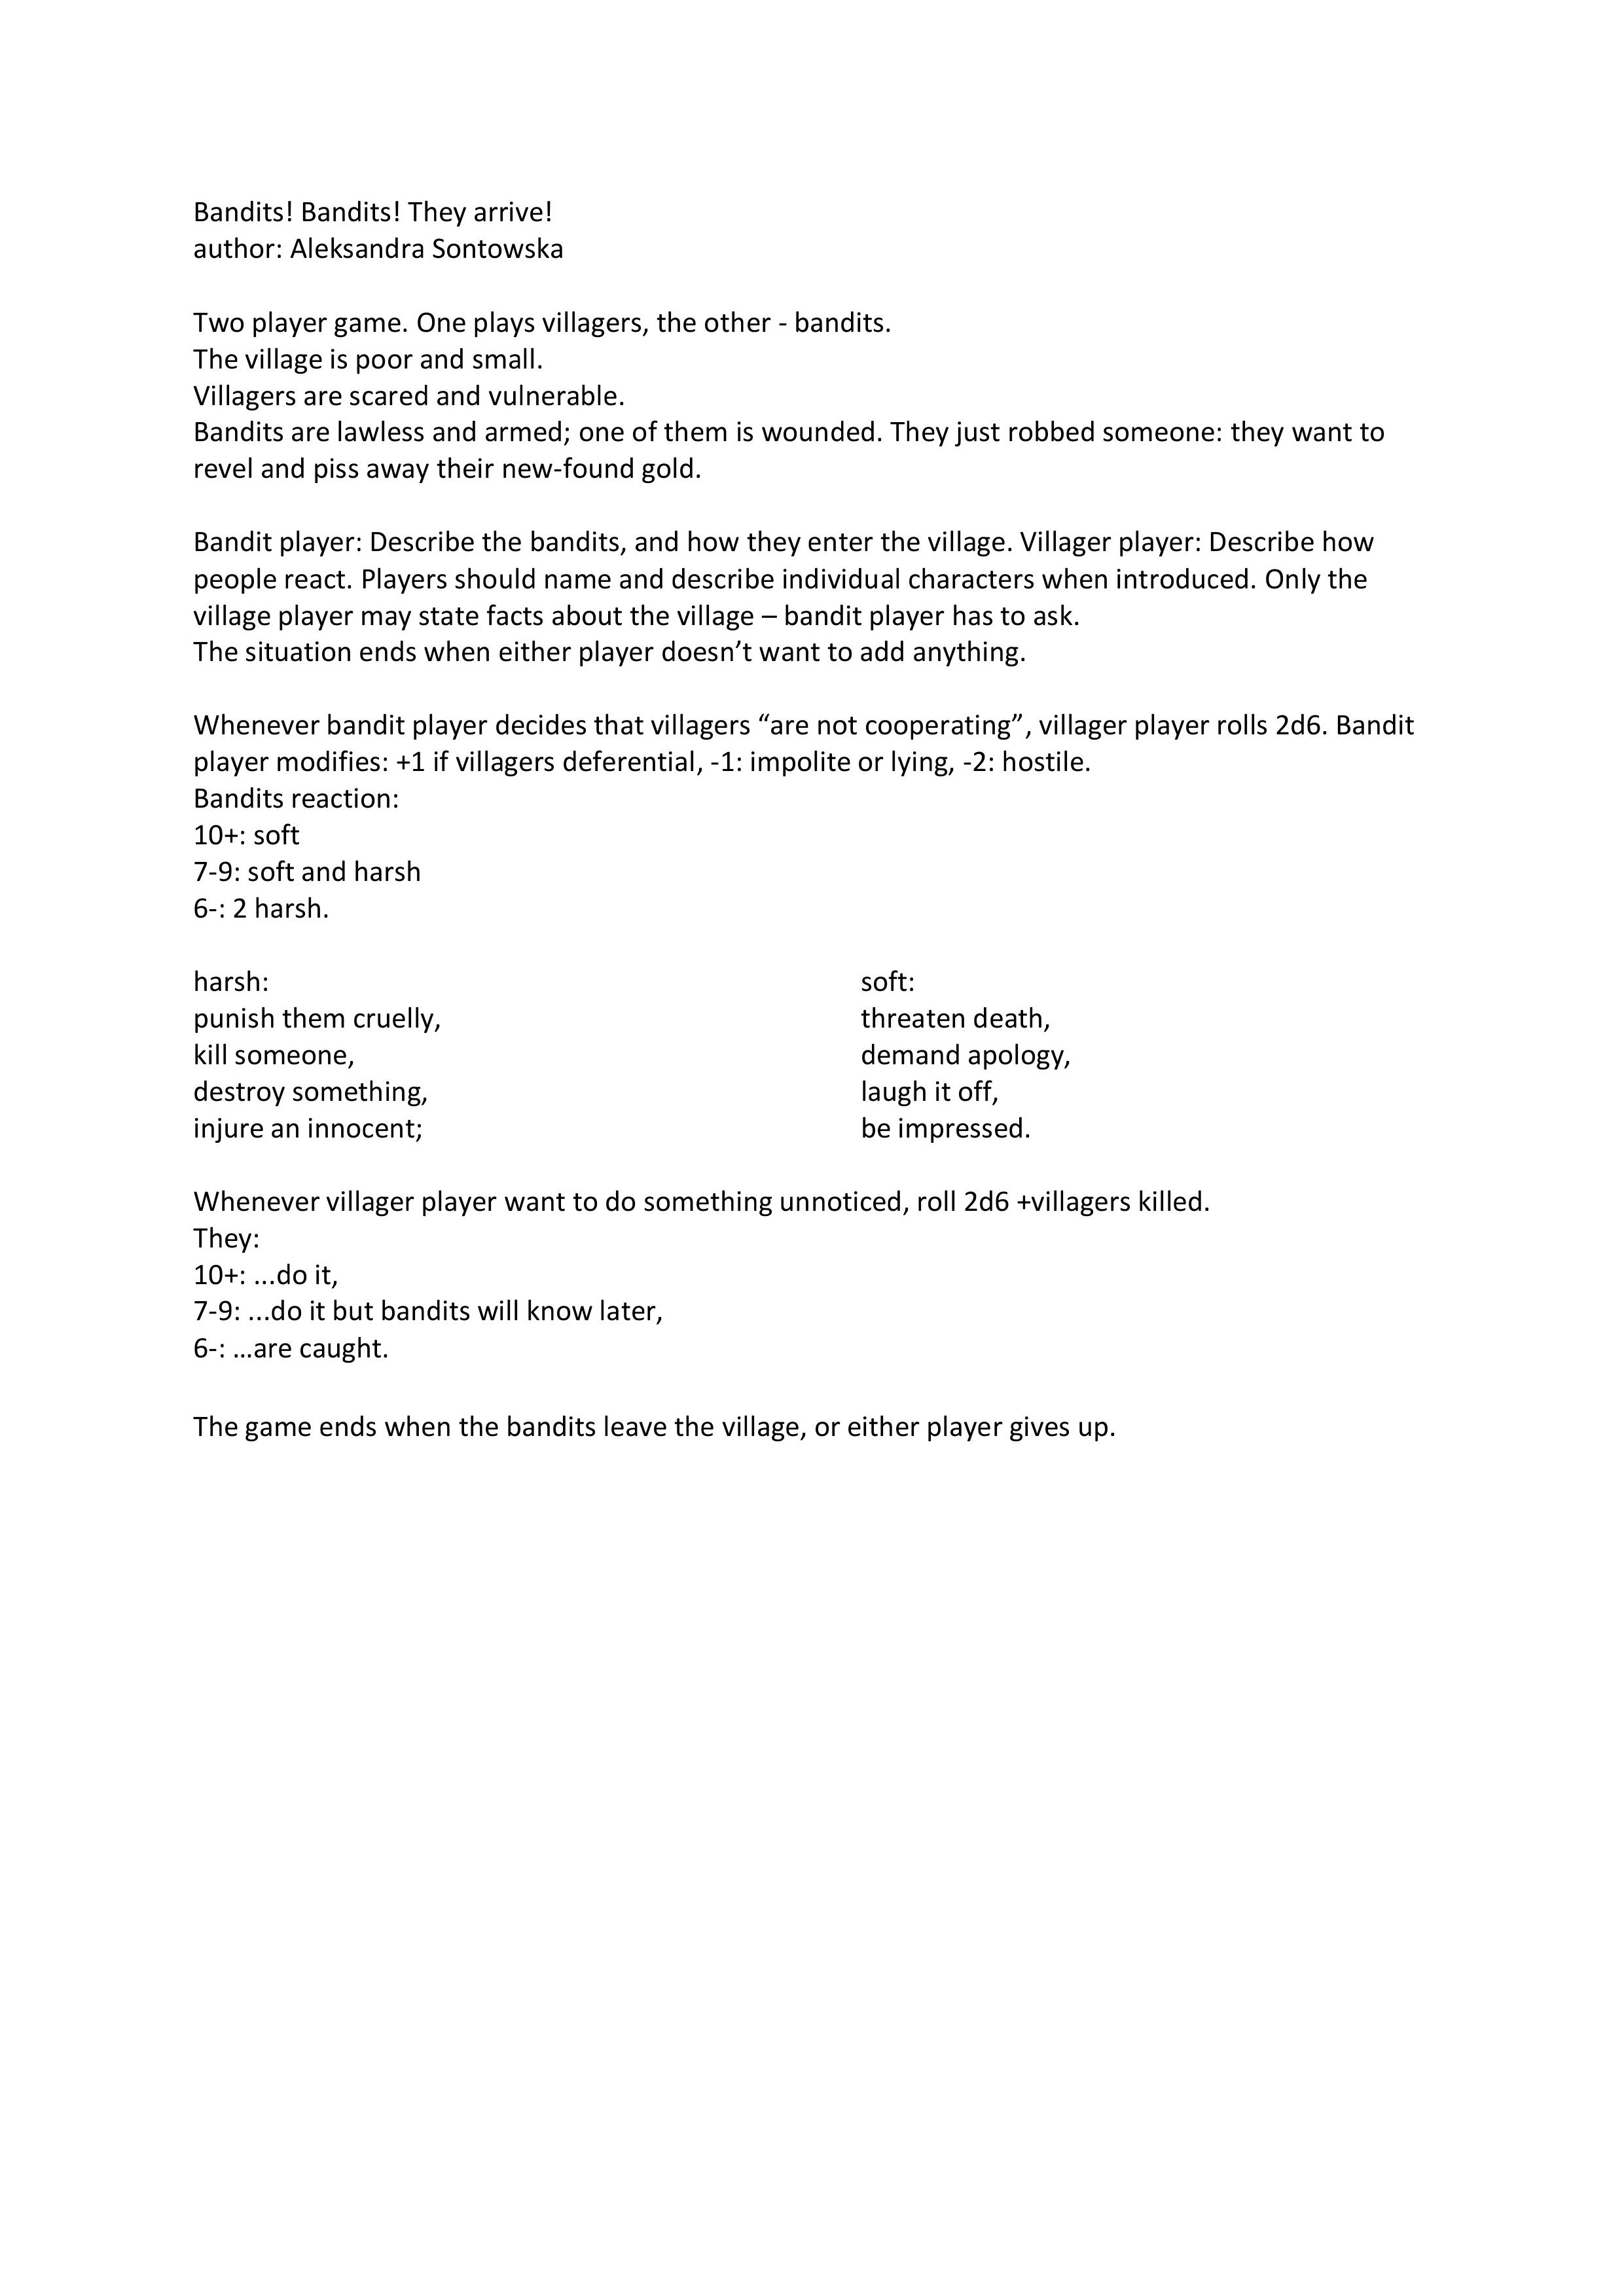 Bandits! Bandits! They arrive!
author: Aleksandra Sontowska
Two player game. One plays villagers, the other - bandits.
The village is poor and small.
Villagers are scared and vulnerable.
Bandits are lawless and armed; one of them is wounded. They just robbed someone: they want to
revel and piss away their new-found gold.
Bandit player: Describe the bandits, and how they enter the village. Villager player: Describe how
people react. Players should name and describe individual characters when introduced. Only the
village player may state facts about the village – bandit player has to ask.
The situation ends when either player doesn’t want to add anything.
Whenever bandit player decides that villagers “are not cooperating”, villager player rolls 2d6. Bandit
player modifies: +1 if villagers deferential, -1: impolite or lying, -2: hostile.
Bandits reaction:
10+: soft
7-9: soft and harsh
6-: 2 harsh.
harsh:
punish them cruelly,
kill someone,
destroy something,
injure an innocent;
soft:
threaten death,
demand apology,
laugh it off,
be impressed.
Whenever villager player want to do something unnoticed, roll 2d6 +villagers killed.
They:
10+: ...do it,
7-9: ...do it but bandits will know later,
6-: ...are caught.
The game ends when the bandits leave the village, or either player gives up.